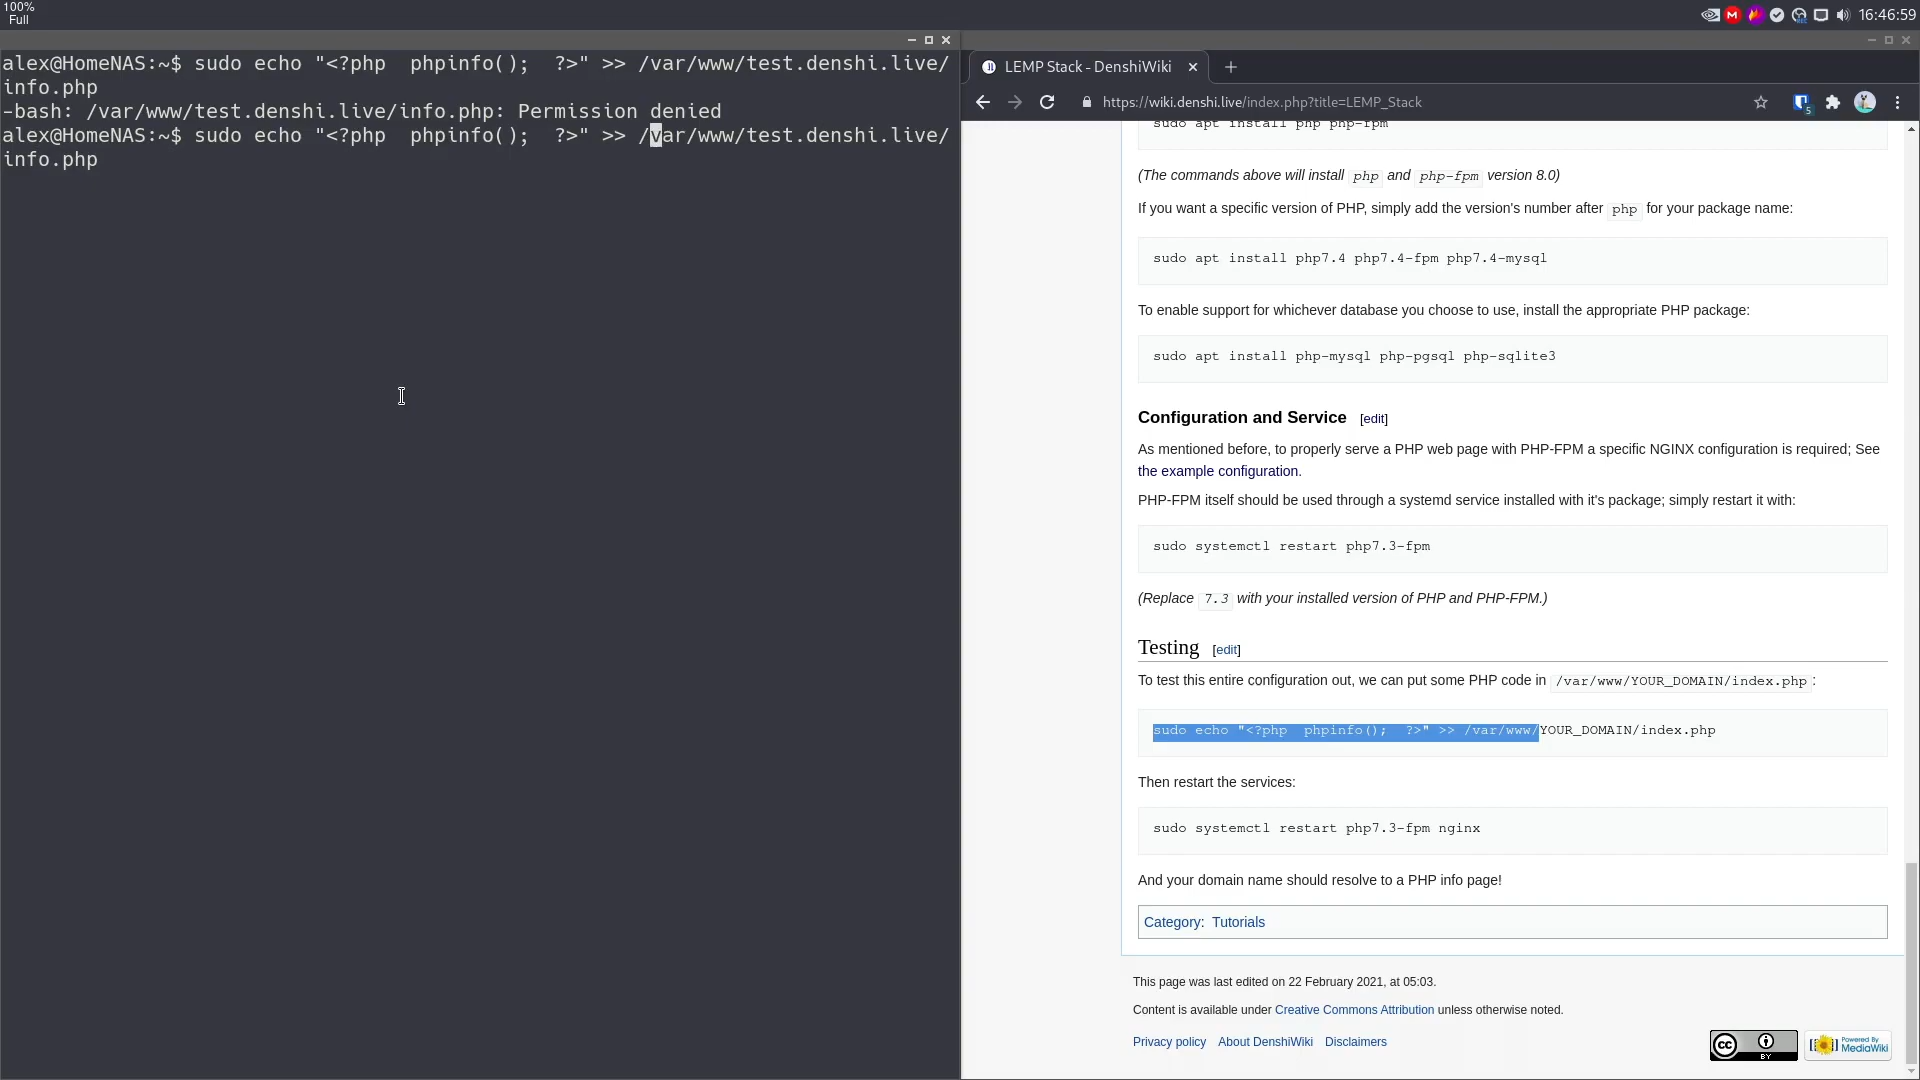 100%
Full
16:46:59
alex@HomeNAS:~$ sudo echo "<?php  phpinfo();  ?>" >> /var/www/test.denshi.live/
info.php
-bash: /var/www/test.denshi.live/info.php: Permission denied
alex@HomeNAS:~$ sudo echo "<?php  phpinfo();  ?>" >> /var/www/test.denshi.live/
info.php
LEMP Stack - DenshiWiki
https://wiki.denshi.live/index.php?title=LEMP_Stack
5
sudo apt install php php-fpm
(The commands above will install php and php-fpm version 8.0)
If you want a specific version of PHP, simply add the version's number after php for your package name:
sudo apt install php7.4 php7.4-fpm php7.4-mysql
To enable support for whichever database you choose to use, install the appropriate PHP package:
sudo apt install php-mysql php-pgsql php-sqlite3
Configuration and Service [edit]
As mentioned before, to properly serve a PHP web page with PHP-FPM a specific NGINX configuration is required; See
the example configuration.
PHP-FPM itself should be used through a systemd service installed with it's package; simply restart it with:
sudo systemctl restart php7.3-fpm
(Replace 7.3 with your installed version of PHP and PHP-FPM.)
Testing [edit]
To test this entire configuration out, we can put some PHP code in /var/www/YOUR_DOMAIN/index.php :
sudo echo "<?php  phpinfo();  ?>" >> /var/www/YOUR_DOMAIN/index.php
Then restart the services:
sudo systemctl restart php7.3-fpm nginx
And your domain name should resolve to a PHP info page!
Category: Tutorials
This page was last edited on 22 February 2021, at 05:03.
Content is available under Creative Commons Attribution unless otherwise noted.
Privacy policy About DenshiWiki Disclaimers
CC BY
Powered By MediaWiki